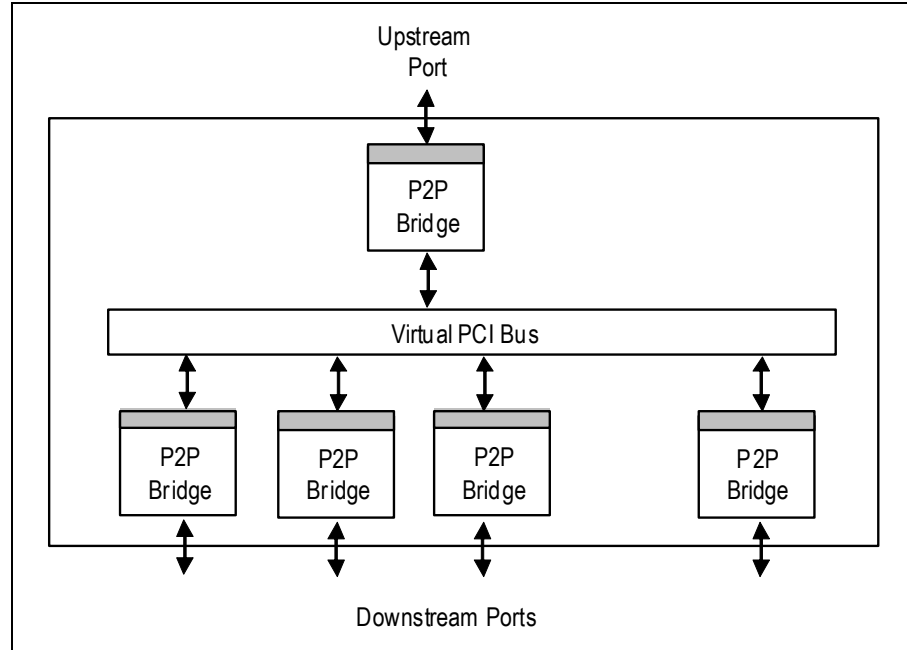 Upstream
Port
P2P
Bridge
Virtual PCI Bus
P2P
Bridge
P2P
Bridge
P2P
Bridge
P2P
Bridge
Downstream Ports